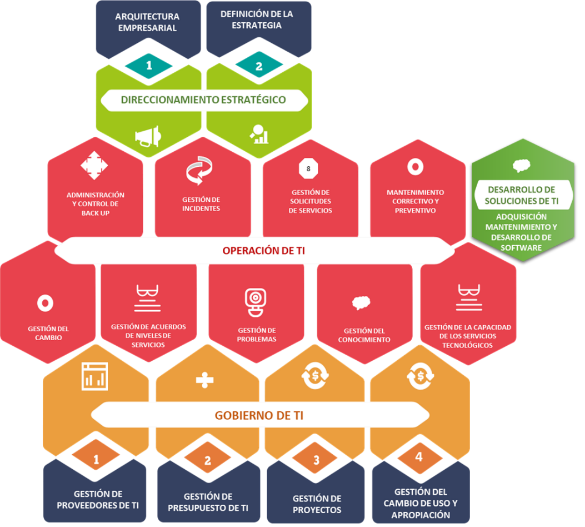 ARQUITECTURA
EMPRESARIAL
DEFINICIÓN DE LA
ESTRATEGIA
1
2
DIRECCIONAMIENTO ESTRATÉGICO
ADMINISTRACIÓN
Y CONTROL DE
BACK UP
GESTIÓN DE
INCIDENTES
8
GESTIÓN DE
SOLICITUDES
DE SERVICIOS
MANTENIMIENTO
CORRECTIVO Y
PREVENTIVO
DESARROLLO DE
SOLUCIONES DE TI
ADQUISICIÓN
MANTENIMIENTO Y
DESARROLLO DE
SOFTWARE
OPERACIÓN DE TI
GESTIÓN DEL
CAMBIO
GESTIÓN DE ACUERDOS
DE NIVELES DE
SERVICIOS
GESTIÓN DE
PROBLEMAS
GESTIÓN DEL
CONOCIMIENTO
GESTIÓN DE LA CAPACIDAD
DE LOS SERVICIOS
TECNOLÓGICOS
$
$
GOBIERNO DE TI
1
2
3
4
GESTIÓN DE
PROVEEDORES DE TI
GESTIÓN DE
PRESUPUESTO DE TI
GESTIÓN DE
PROYECTOS
GESTIÓN DEL
CAMBIO DE USO Y
APROPIACIÓN